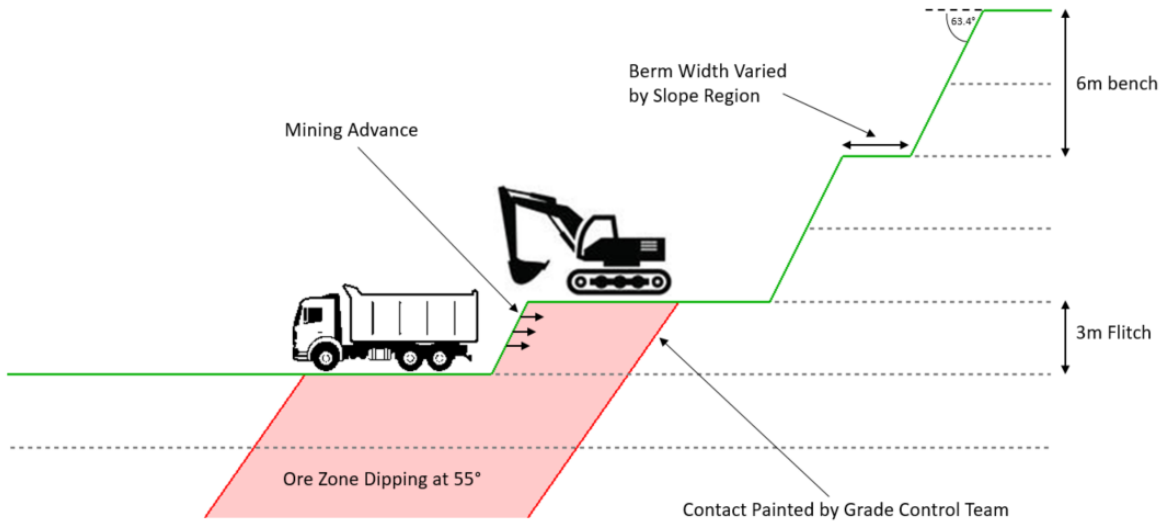 63.4°
Berm Width Varied
by Slope Region
6m bench
Mining Advance
3m Flitch
Ore Zone Dipping at 55°
Contact Painted by Grade Control Team